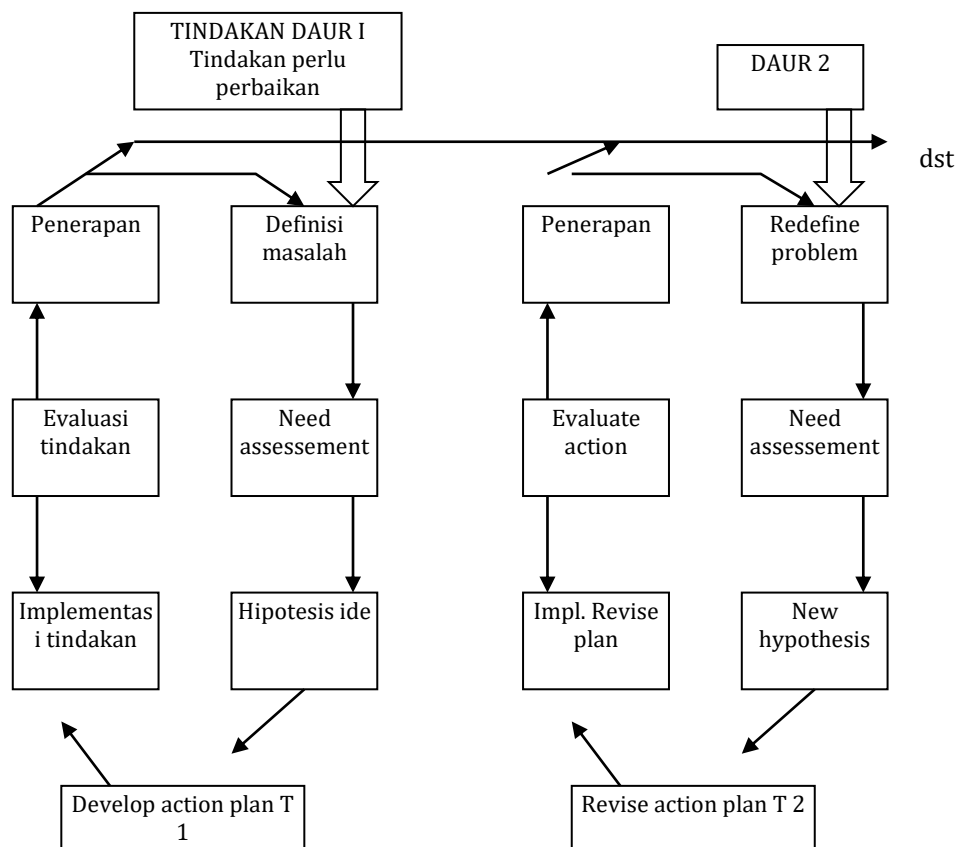 TINDAKAN DAUR I
Tindakan perlu
perbaikan
DAUR 2
dst
Penerapan
Definisi
masalah
Penerapan
Redefine
problem
Evaluasi
tindakan
Need
assessement
Evaluate
action
Need
assessement
Implementas
i tindakan
Hipotesis ide
Impl. Revise
plan
New
hypothesis
Develop action plan T
1
Revise action plan T 2